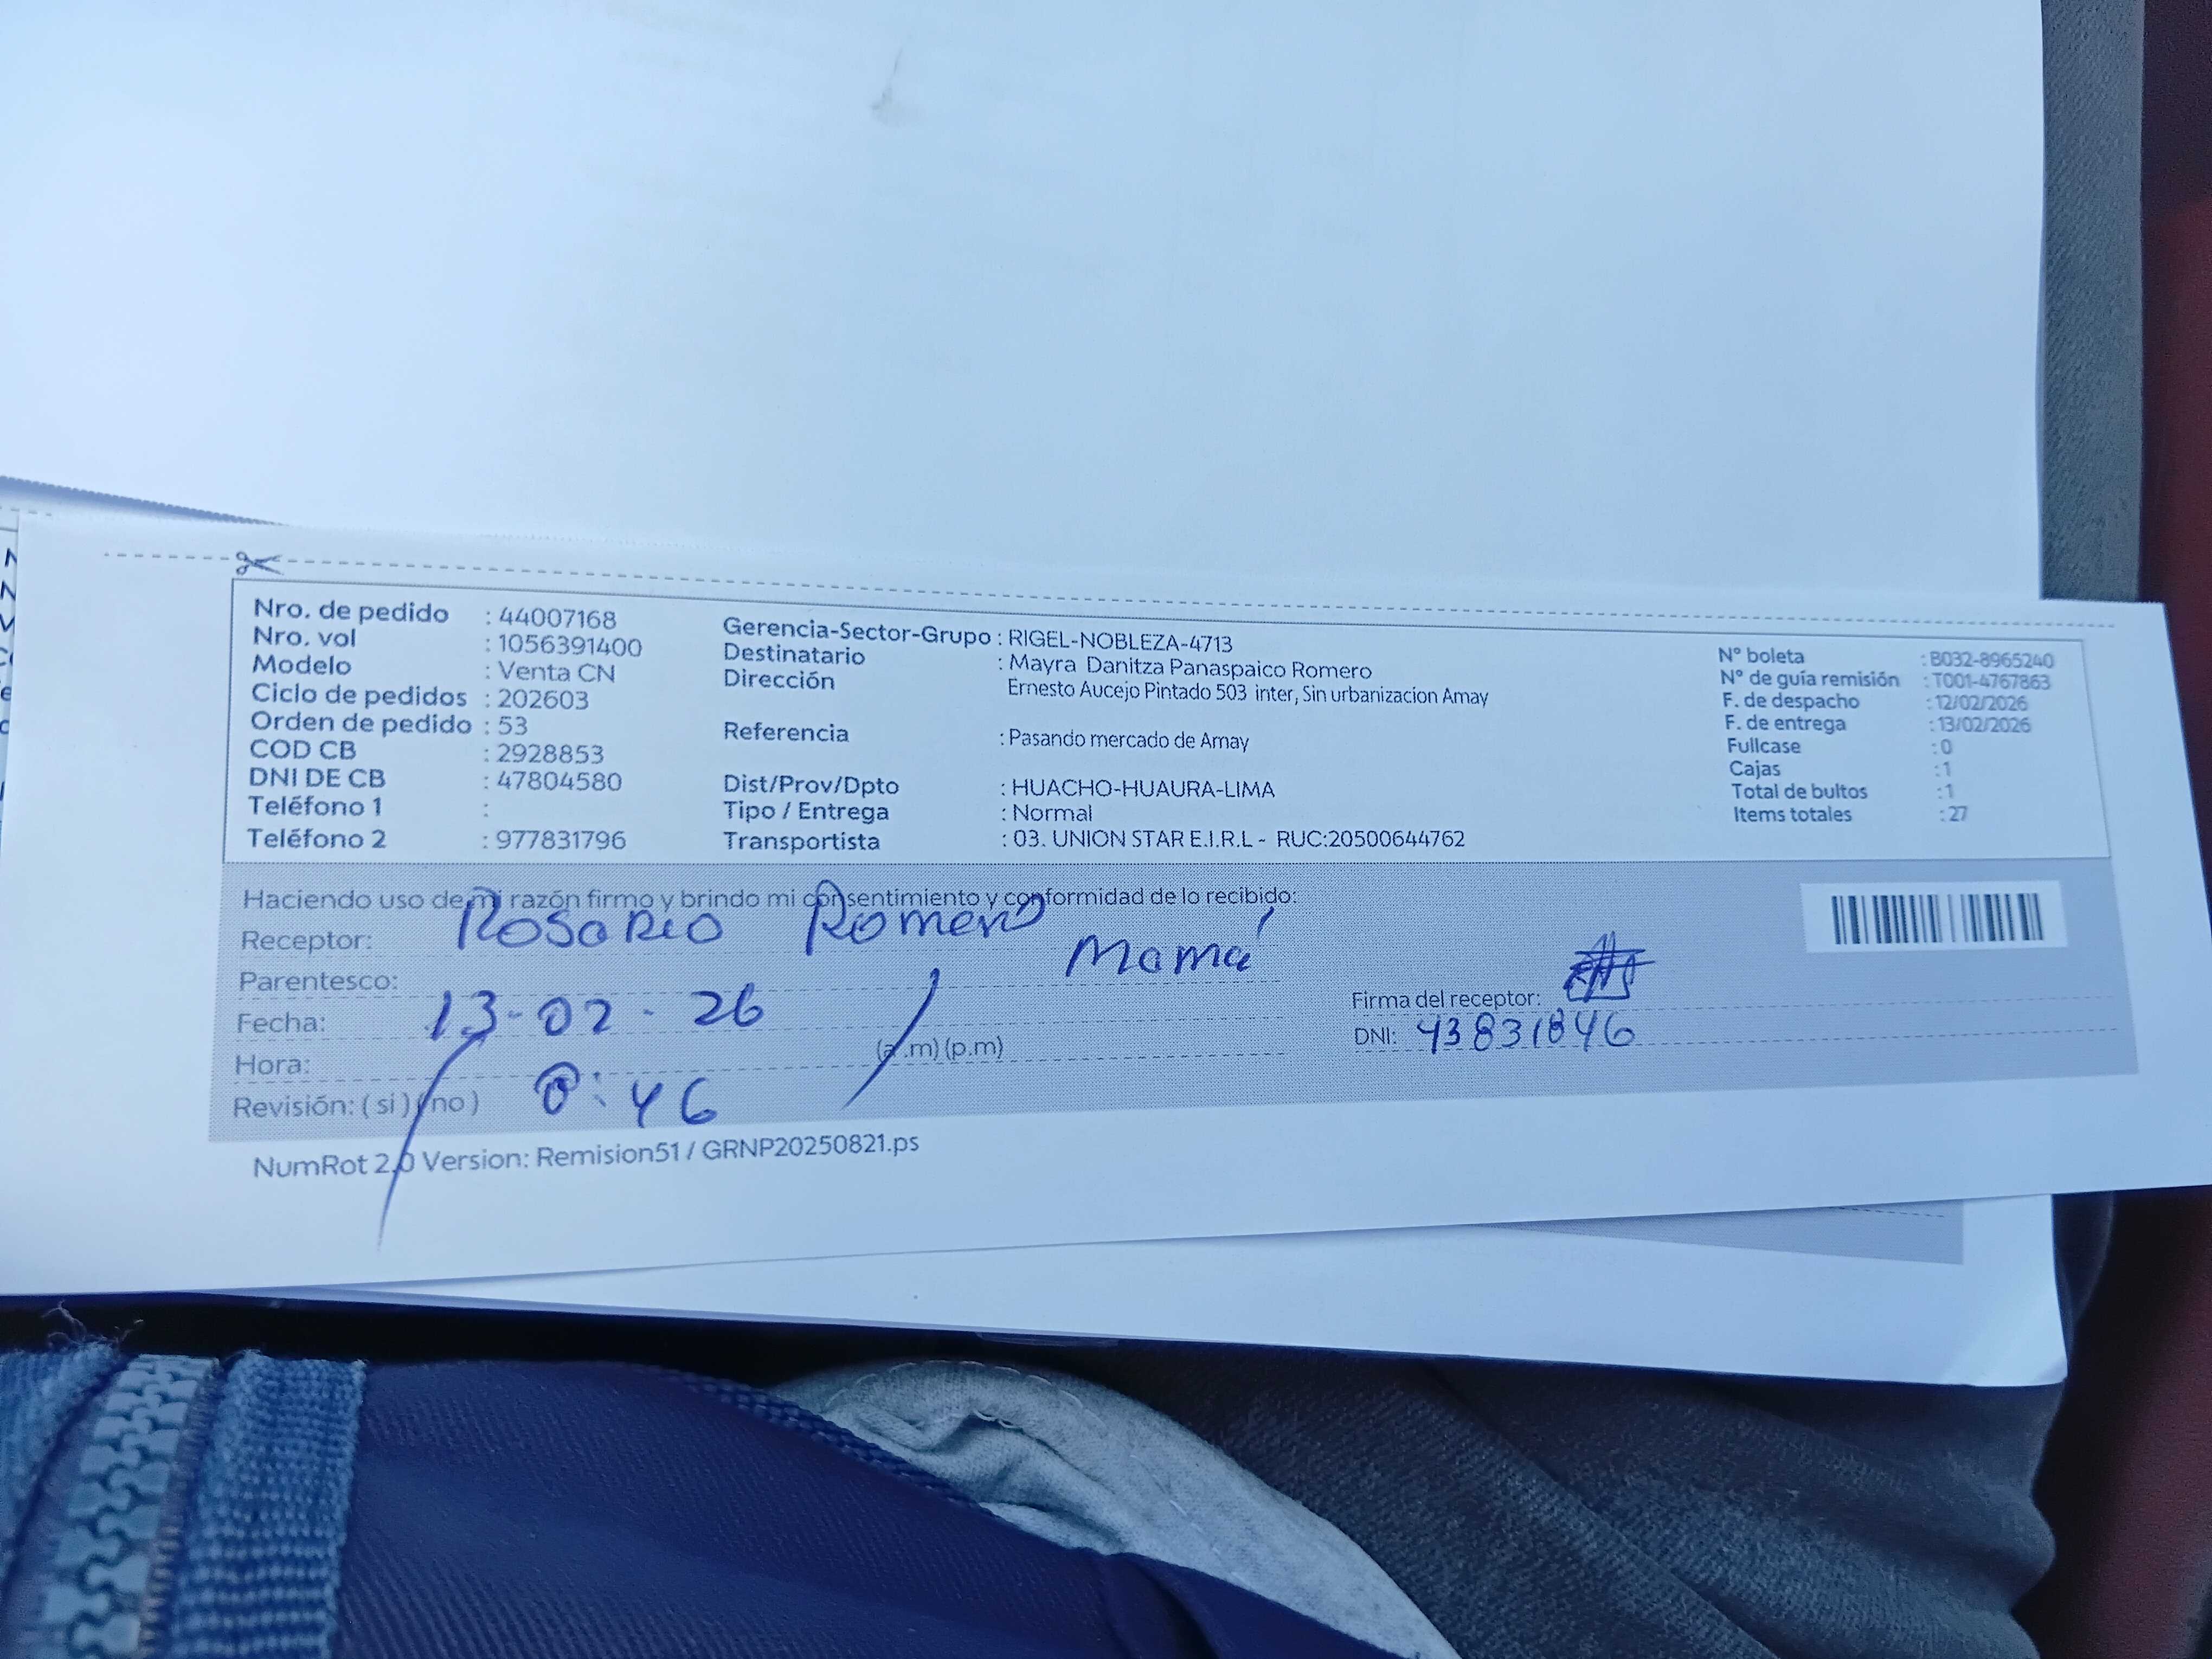 Nro. de pedido : 44007168
Nro. vol : 1056391400
Modelo : Venta CN
Ciclo de pedidos : 202603
Orden de pedido : 53
COD CB : 2928853
DNI DE CB : 47804580
Teléfono 1 :
Teléfono 2 : 977831796
Gerencia-Sector-Grupo : RIGEL-NOBLEZA-4713
Destinatario : Mayra Danitza Panaspaico Romero
Dirección Ernesto Aucejo Pintado 503 inter, Sin urbanizacion Amay
Referencia : Pasando mercado de Amay
Dist/Prov/Dpto : HUACHO-HUAURA-LIMA
Tipo / Entrega : Normal
Transportista : 03. UNION STAR E.I.R.L - RUC:20500644762
N° boleta : B032-8965240
N° de guía remisión : T001-4767863
F. de despacho : 12/02/2026
F. de entrega : 13/02/2026
Fullcase : 0
Cajas : 1
Total de bultos : 1
Items totales : 27
Haciendo uso de mi razón firmo y brindo mi consentimiento y conformidad de lo recibido:
Receptor: Rosario Romero
Parentesco: Mamá
Fecha: 13-02-26
Hora: (a.m) (p.m)
Revisión: ( si ) ( no ) 8:46
Firma del receptor:
DNI: 43831846
NumRot 2.0 Version: Remision51 / GRNP20250821.ps